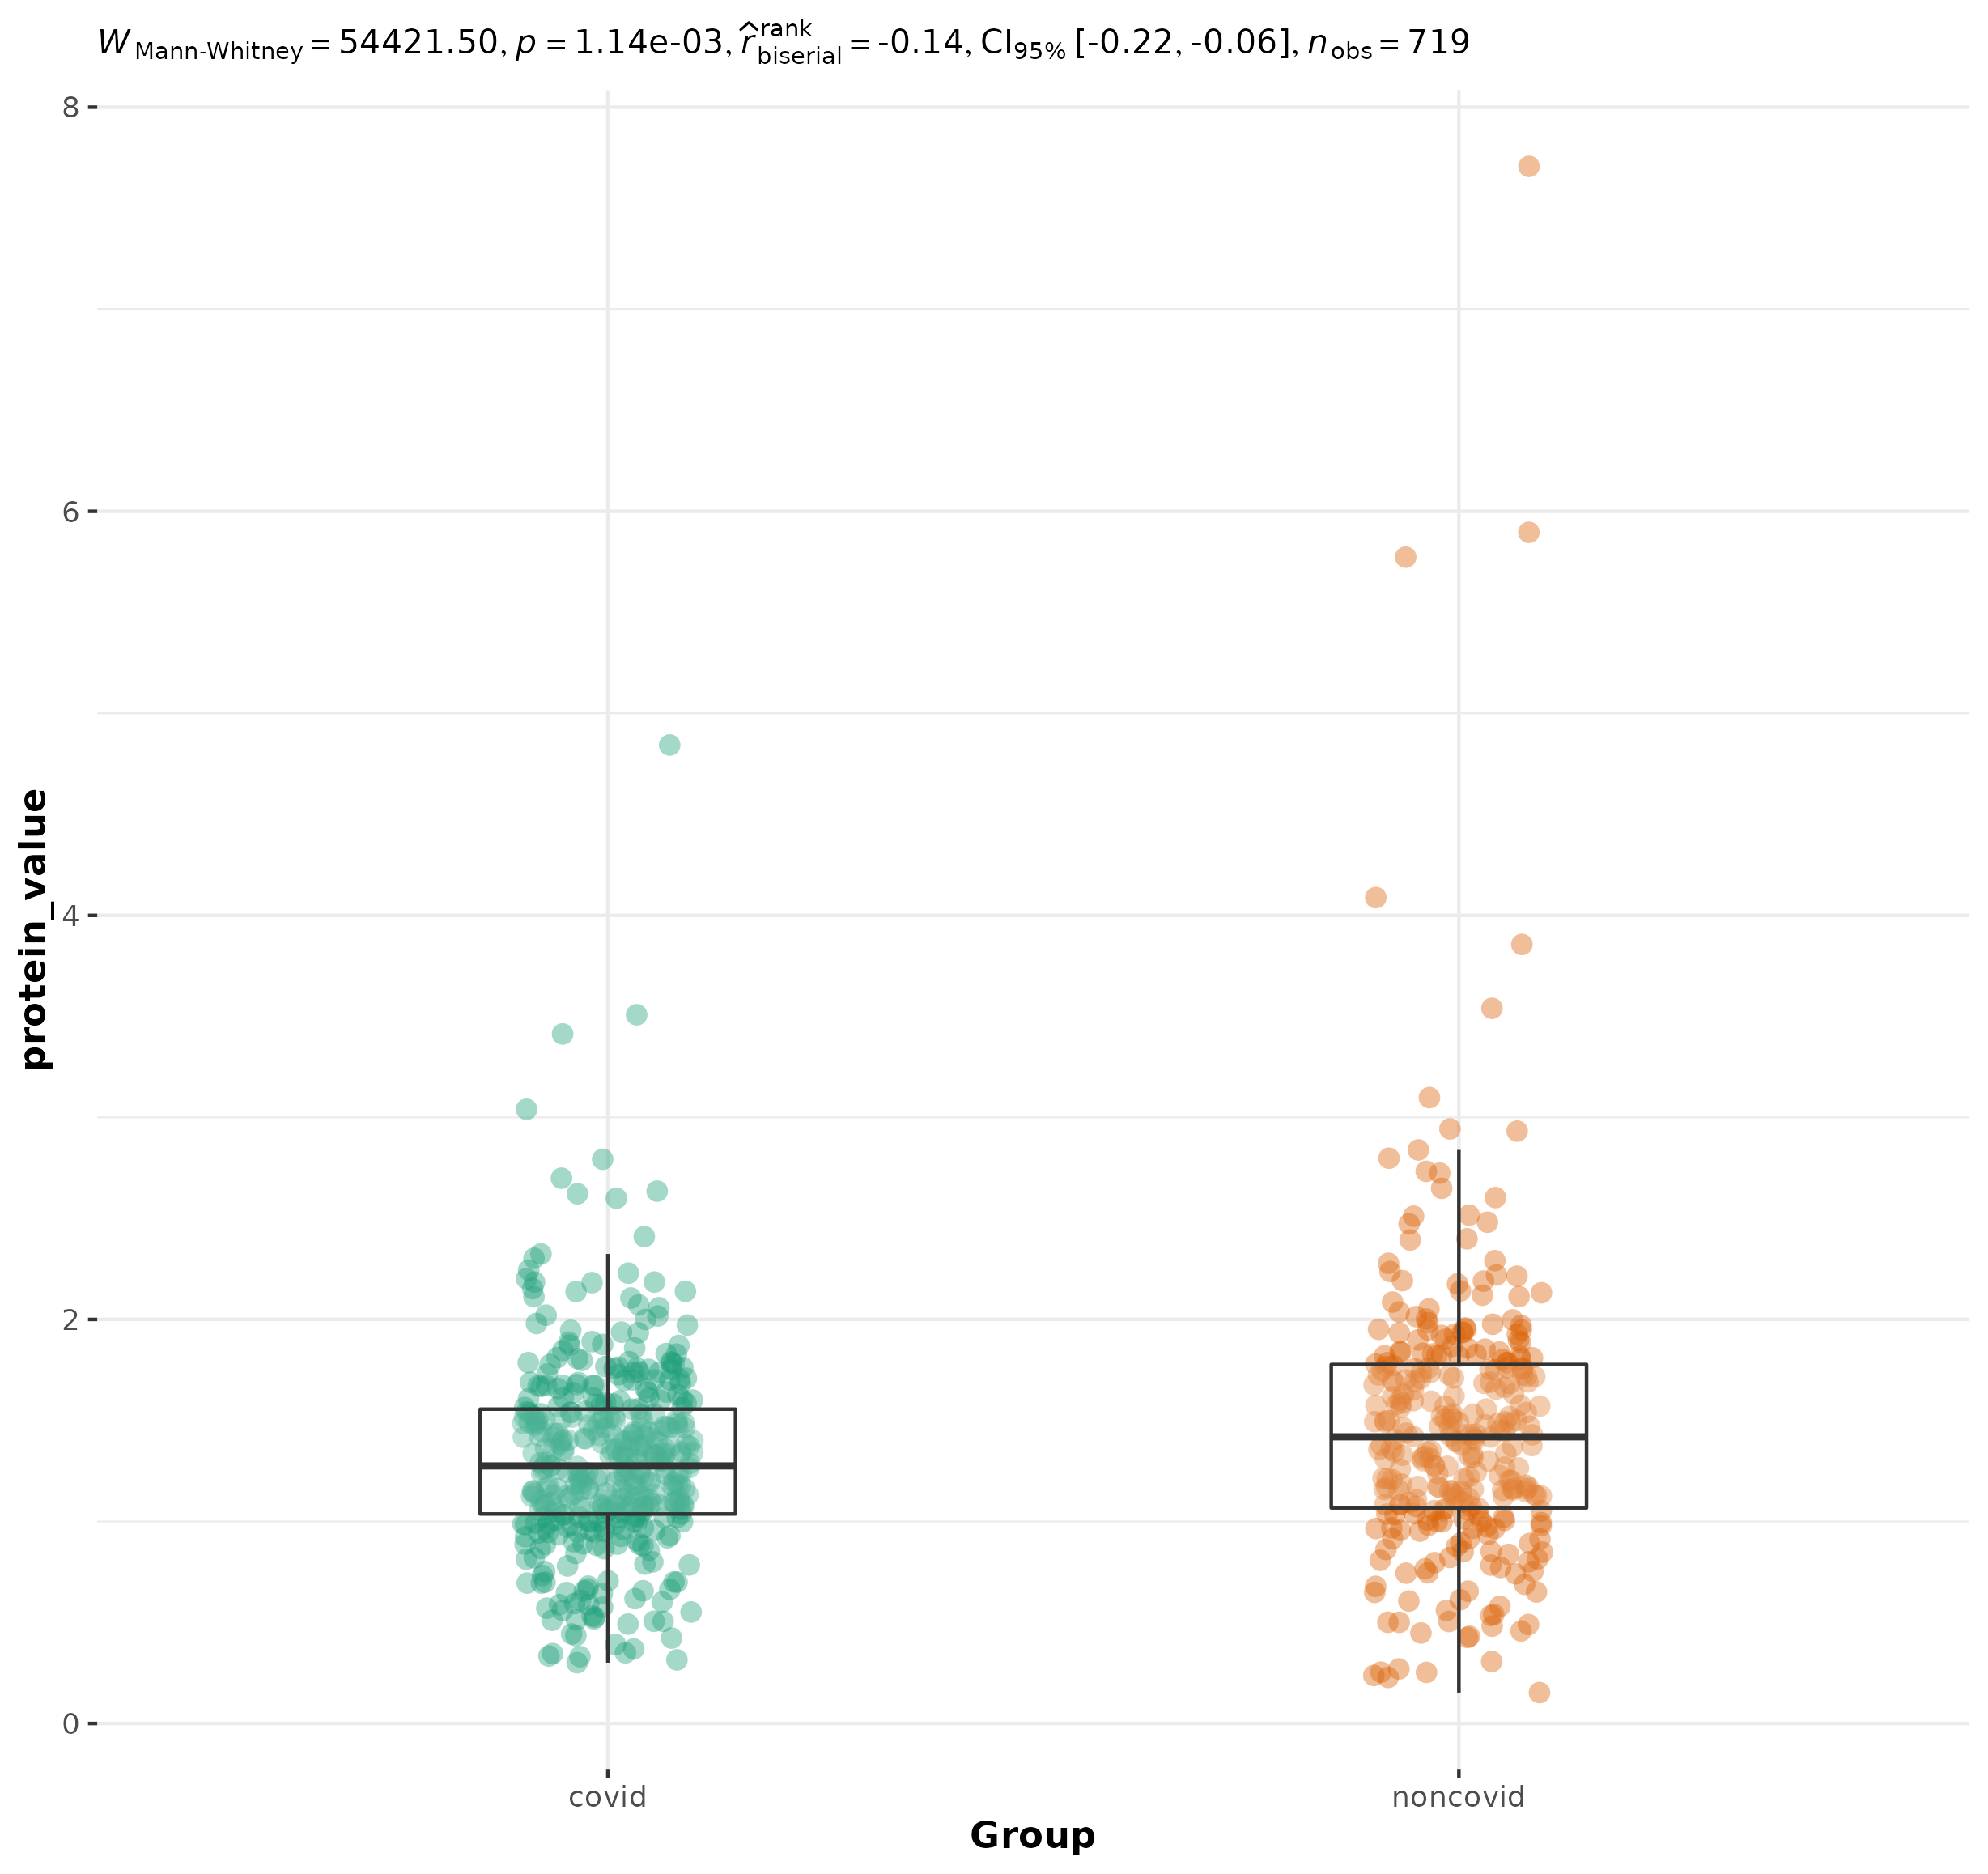 W Mann-Whitney = 54421.50, p = 1.14e-03, r̂ rank biserial = -0.14, CI95% [-0.22, -0.06], nobs = 719
8
6
4
2
0
protein_value
covid noncovid
Group